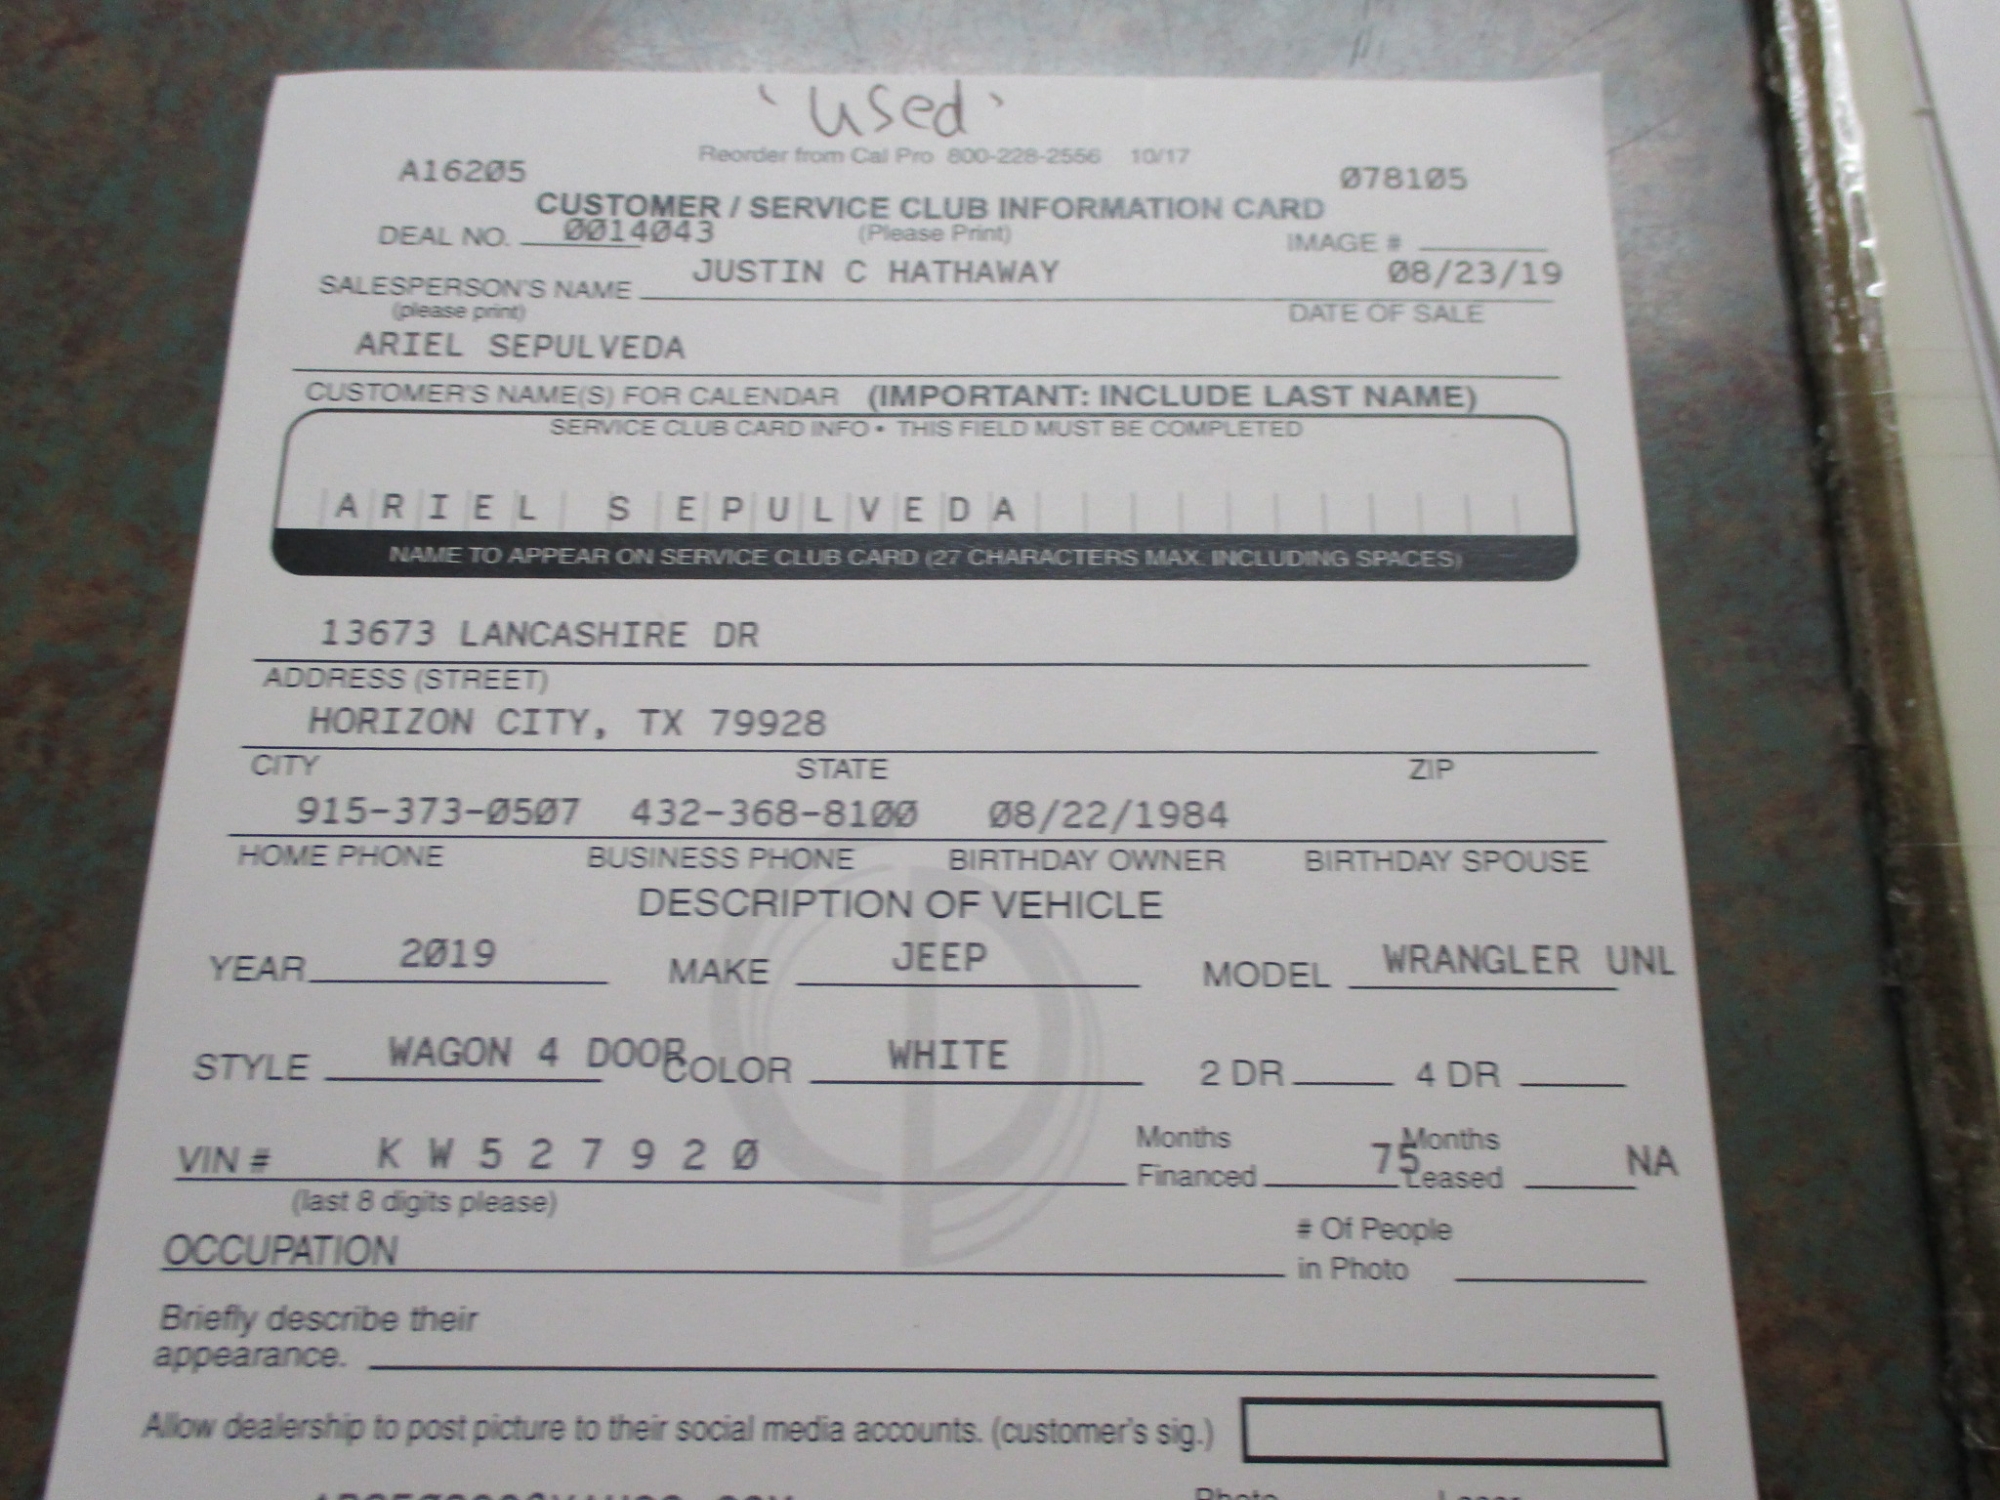 'Used'
Reorder from Cal Pro 800-228-2556 10/17
A16205 078105
CUSTOMER / SERVICE CLUB INFORMATION CARD
DEAL NO. 0014043 (Please Print) IMAGE #
SALESPERSON'S NAME JUSTIN C HATHAWAY 08/23/19
(please print) DATE OF SALE
ARIEL SEPULVEDA
CUSTOMER'S NAME(S) FOR CALENDAR (IMPORTANT: INCLUDE LAST NAME)
SERVICE CLUB CARD INFO • THIS FIELD MUST BE COMPLETED
ARIEL SEPULVEDA
NAME TO APPEAR ON SERVICE CLUB CARD (27 CHARACTERS MAX. INCLUDING SPACES)
13673 LANCASHIRE DR
ADDRESS (STREET)
HORIZON CITY, TX 79928
CITY STATE ZIP
915-373-0507 432-368-8100 08/22/1984
HOME PHONE BUSINESS PHONE BIRTHDAY OWNER BIRTHDAY SPOUSE
DESCRIPTION OF VEHICLE
YEAR 2019 MAKE JEEP MODEL WRANGLER UNL
STYLE WAGON 4 DOOR COLOR WHITE 2 DR 4 DR
VIN # KW527920 Months Financed 75 Months Leased NA
(last 8 digits please)
OCCUPATION # Of People in Photo
Briefly describe their
appearance.
Allow dealership to post picture to their social media accounts. (customer's sig.)
Photo